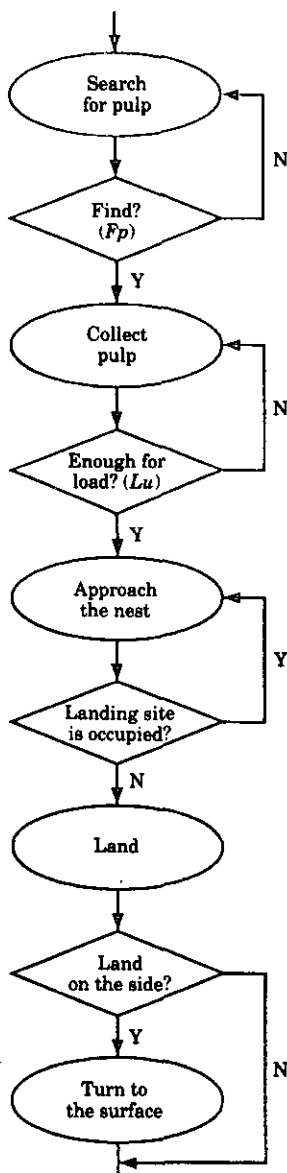 Search
for pulp
N
Find?
(Fp)
Y
Collect
pulp
N
Enough for
load? (Lu)
Y
Approach
the nest
Y
Landing site
is occupied?
N
Land
Land
on the side?
Y
N
Turn to
the surface